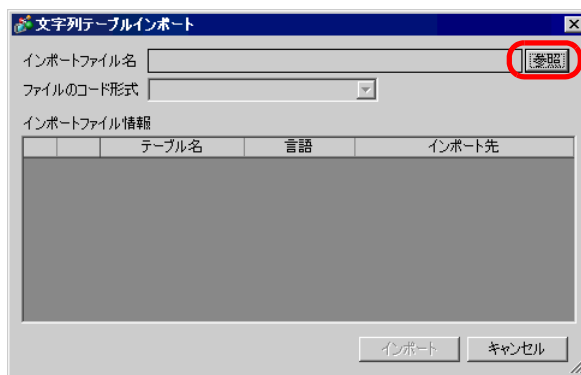 文字列テーブルインポート
インポートファイル名 参照
ファイルのコード形式
インポートファイル情報
テーブル名 言語 インポート先
インポート キャンセル